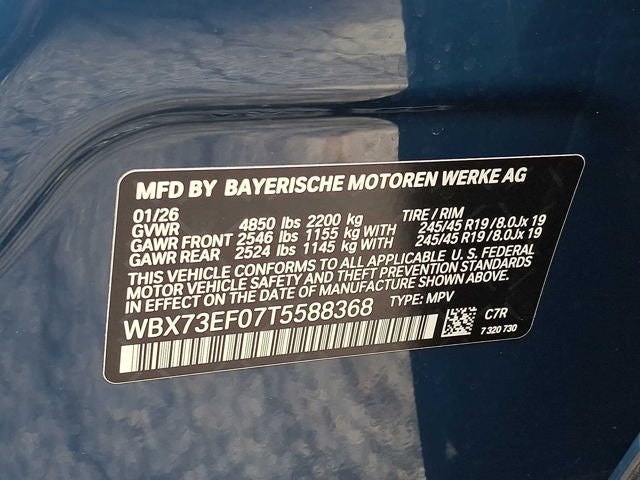 MFD BY BAYERISCHE MOTOREN WERKE AG
01/26 TIRE / RIM
GVWR 4850 lbs 2200 kg
GAWR FRONT 2546 lbs 1155 kg WITH 245/45 R19/8.0Jx 19
GAWR REAR 2524 lbs 1145 kg WITH 245/45 R19/8.0Jx 19
THIS VEHICLE CONFORMS TO ALL APPLICABLE U.S. FEDERAL
MOTOR VEHICLE SAFETY AND THEFT PREVENTION STANDARDS
IN EFFECT ON THE DATE OF MANUFACTURE SHOWN ABOVE.
WBX73EF07T5588368 TYPE: MPV
C7R
7 320 730